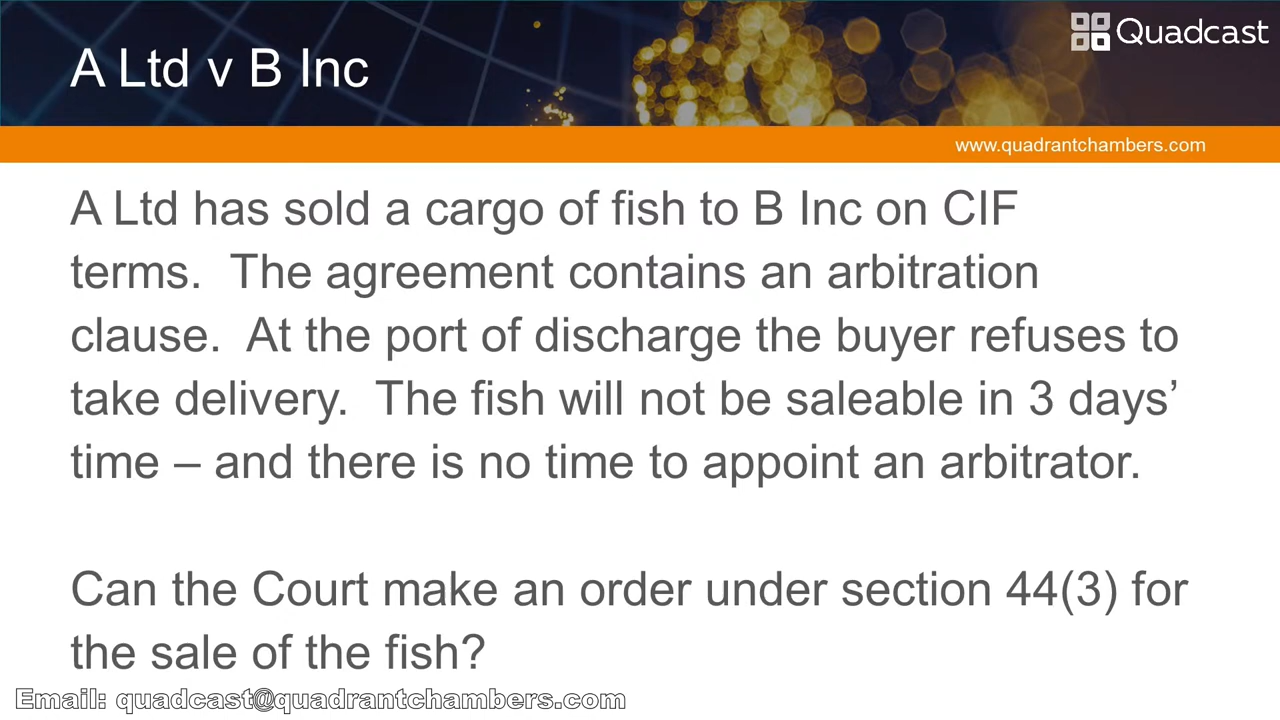 Quadcast
A Ltd v B Inc
www.quadrantchambers.com
A Ltd has sold a cargo of fish to B Inc on CIF
terms.  The agreement contains an arbitration
clause.  At the port of discharge the buyer refuses to
take delivery.  The fish will not be saleable in 3 days’
time – and there is no time to appoint an arbitrator.
Can the Court make an order under section 44(3) for
the sale of the fish?
Email: quadcast@quadrantchambers.com